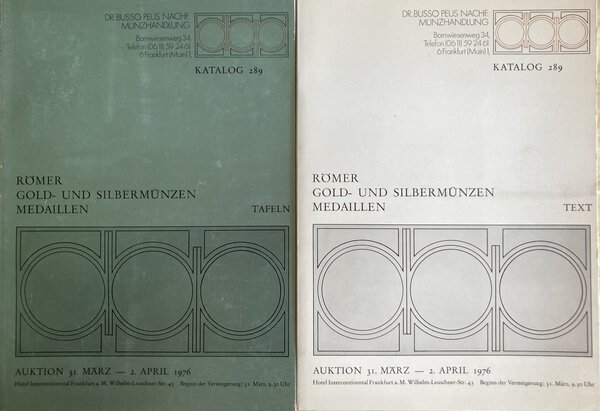 DR. BUSSO PEUS NACHF.
MÜNZHANDLUNG
Bornwiesenweg 34,
Telefon (06 11) 59 24 61
6 Frankfurt (Main) 1,
KATALOG 289
RÖMER
GOLD- UND SILBERMÜNZEN
MEDAILLEN
TAFELN
AUKTION 31. MÄRZ — 2. APRIL 1976
Hotel Intercontinental Frankfurt a. M. Wilhelm-Leuschner-Str. 43 Beginn der Versteigerung: 31. März, 9.30 Uhr
DR. BUSSO PEUS NACHF.
MÜNZHANDLUNG
Bornwiesenweg 34,
Telefon (06 11) 59 24 61
6 Frankfurt (Main) 1,
KATALOG 289
RÖMER
GOLD- UND SILBERMÜNZEN
MEDAILLEN
TEXT
AUKTION 31. MÄRZ — 2. APRIL 1976
Hotel Intercontinental Frankfurt a. M. Wilhelm-Leuschner-Str. 43 Beginn der Versteigerung: 31. März, 9.30 Uhr